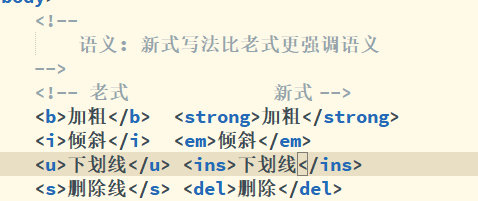 body>
<!--
语义：新式写法比老式更强调语义
-->
<!-- 老式 新式 -->
<b>加粗</b> <strong>加粗</strong>
<i>倾斜</i> <em>倾斜</em>
<u>下划线</u> <ins>下划线</ins>
<s>删除线</s> <del>删除</del>